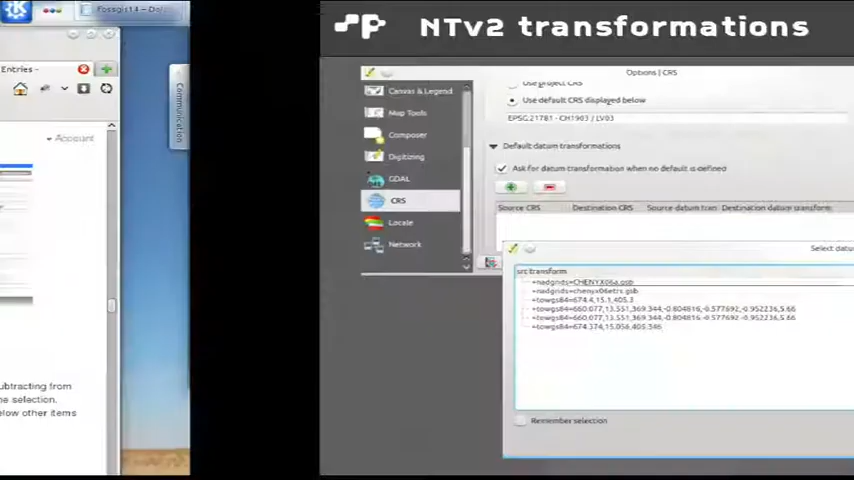 Fossgis14 - Do
Entries -
Communication
Account
ubtracting from
e selection.
elow other items
NTv2 transformations
Options | CRS
Canvas & Legend
Map Tools
Composer
Digitizing
GDAL
CRS
Locale
Network
Use project CRS
Use default CRS displayed below
EPSG:21781 - CH1903 / LV03
Default datum transformations
Ask for datum transformation when no default is defined
Source CRS Destination CRS Source datum tran Destination datum transform
Select datu
src transform
+nadgrids=CHENYX06a.gsb
+nadgrids=chenyx06etrs.gsb
+towgs84=674.4,15.1,405.3
+towgs84=660.077,13.551,369.344,-0.804816,-0.577692,-0.952236,5.66
+towgs84=660.077,13.551,369.344,-0.804816,-0.577692,-0.952236,5.66
+towgs84=674.374,15.056,405.346
Remember selection